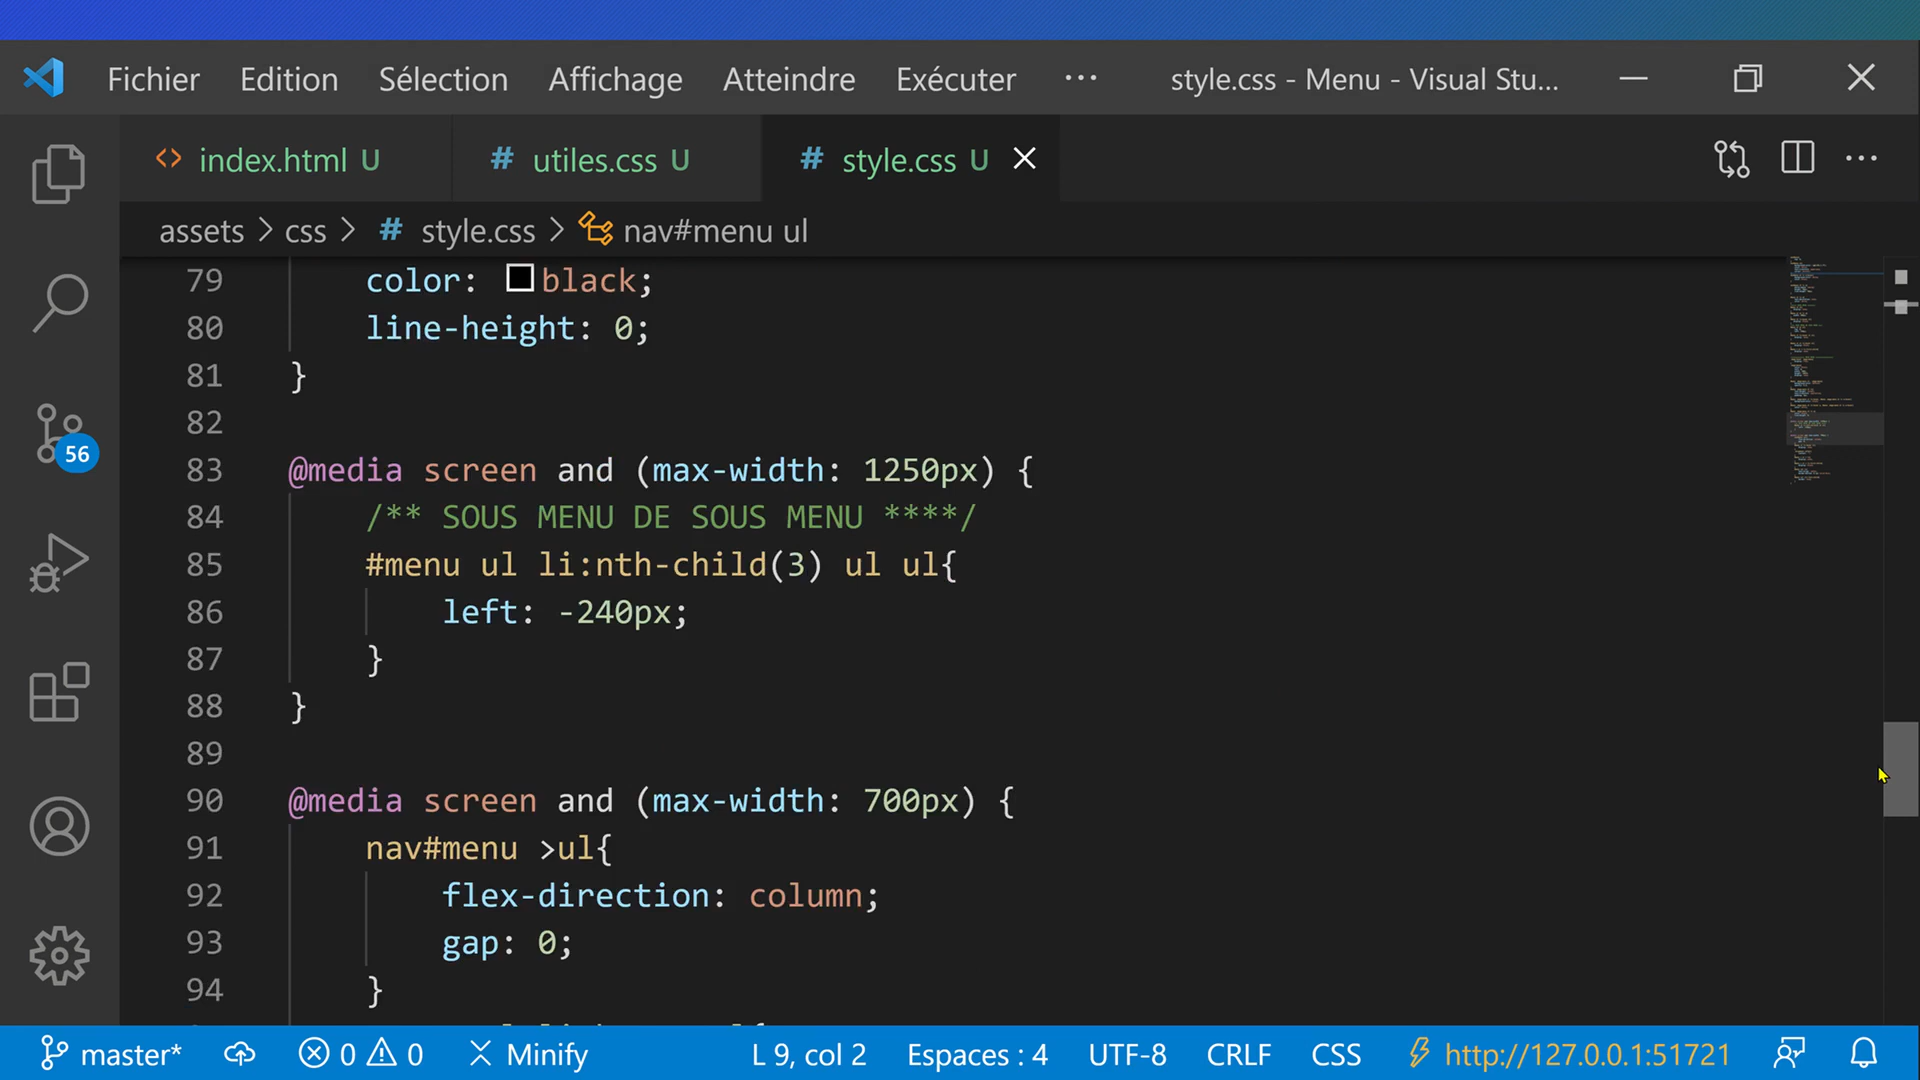 Fichier Edition Sélection Affichage Atteindre Exécuter ··· style.css - Menu - Visual Stu...
index.html U # utiles.css U # style.css U
assets > css > # style.css > nav#menu ul
79 color: black;
80 line-height: 0;
81 }
82
83 @media screen and (max-width: 1250px) {
84 /** SOUS MENU DE SOUS MENU ****/
85 #menu ul li:nth-child(3) ul ul{
86 left: -240px;
87 }
88 }
89
90 @media screen and (max-width: 700px) {
91 nav#menu >ul{
92 flex-direction: column;
93 gap: 0;
94 }
56
master* 0 0 Minify L 9, col 2 Espaces : 4 UTF-8 CRLF CSS http://127.0.0.1:51721